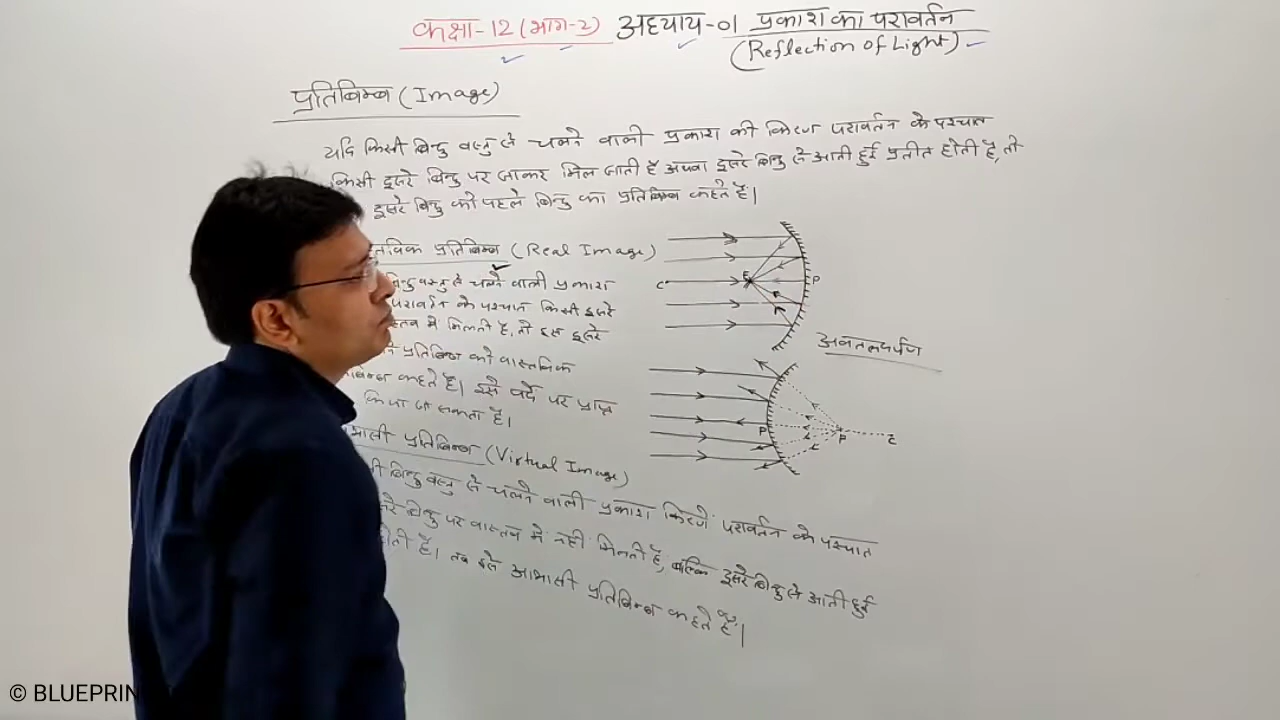 कक्षा-12 (भाग-2) अध्याय-01 प्रकाश का परावर्तन
(Reflection of Light)
प्रतिबिम्ब (Image)
यदि किसी बिन्दु वस्तु से चलने वाली प्रकाश की किरण परावर्तन के पश्चात
किसी दूसरे बिन्दु पर जाकर मिल जाती है अथवा दूसरे बिन्दु से आती हुई प्रतीत होती है, तो
दूसरे बिन्दु को पहले बिन्दु का प्रतिबिम्ब कहते हैं।
प्रतिबिम्ब (Real Image)
बिन्दु वस्तु से चलने वाली प्रकाश
परावर्तन के पश्चात किसी दूसरे
में मिलती है, तो इस दूसरे
प्रतिबिम्ब को वास्तविक
कहते है। इसे पर्दे पर प्राप्त
किया जा सकता है।
प्रतिबिम्ब (Virtual Image)
बिन्दु वस्तु से चलने वाली प्रकाश किरणें परावर्तन के पश्चात
बिन्दु पर वास्तव में नहीं मिलती है, बल्कि दूसरे बिन्दु से आती हुई
होती है। तब इसे आभासी प्रतिबिम्ब कहते हैं।
C F P
अवतल दर्पण
P F C
© BLUEPRIN